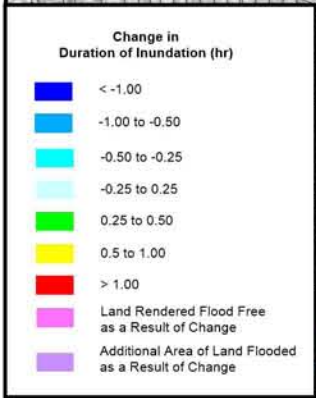 Change in
Duration of Inundation (hr)
< -1.00
-1.00 to -0.50
-0.50 to -0.25
-0.25 to 0.25
0.25 to 0.50
0.5 to 1.00
> 1.00
Land Rendered Flood Free
as a Result of Change
Additional Area of Land Flooded
as a Result of Change